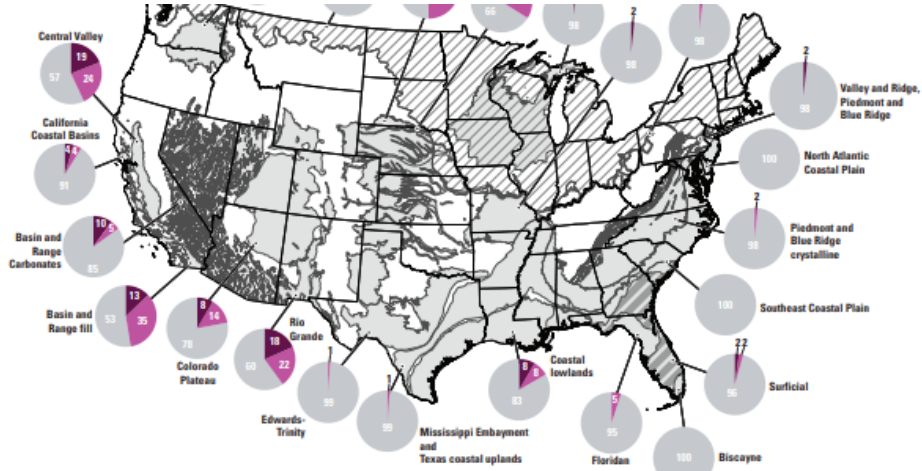 66
98
2
98
98
Central Valley
19
57
24
2
98
Valley and Ridge,
Piedmont and
Blue Ridge
California
Coastal Basins
4
4
91
100
North Atlantic
Coastal Plain
Basin and
Range
Carbonates
10
5
85
2
98
Piedmont and
Blue Ridge
crystalline
Basin and
Range fill
13
53
35
100
Southeast Coastal Plain
8
14
78
Colorado
Plateau
Rio
Grande
18
22
60
1
99
Edwards-
Trinity
1
99
Mississippi Embayment
and
Texas coastal uplands
8
8
83
Coastal
lowlands
5
95
Floridan
2
2
96
Surficial
100
Biscayne